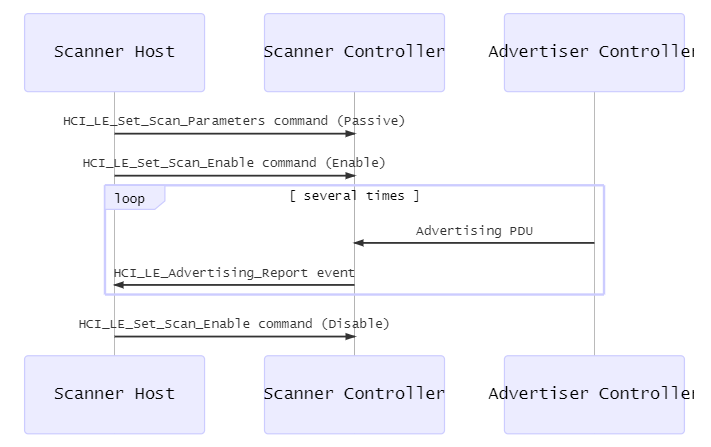 Scanner Host
Scanner Controller
Advertiser Controller
HCI_LE_Set_Scan_Parameters command (Passive)
HCI_LE_Set_Scan_Enable command (Enable)
loop
[ several times ]
Advertising PDU
HCI_LE_Advertising_Report event
HCI_LE_Set_Scan_Enable command (Disable)
Scanner Host
Scanner Controller
Advertiser Controller